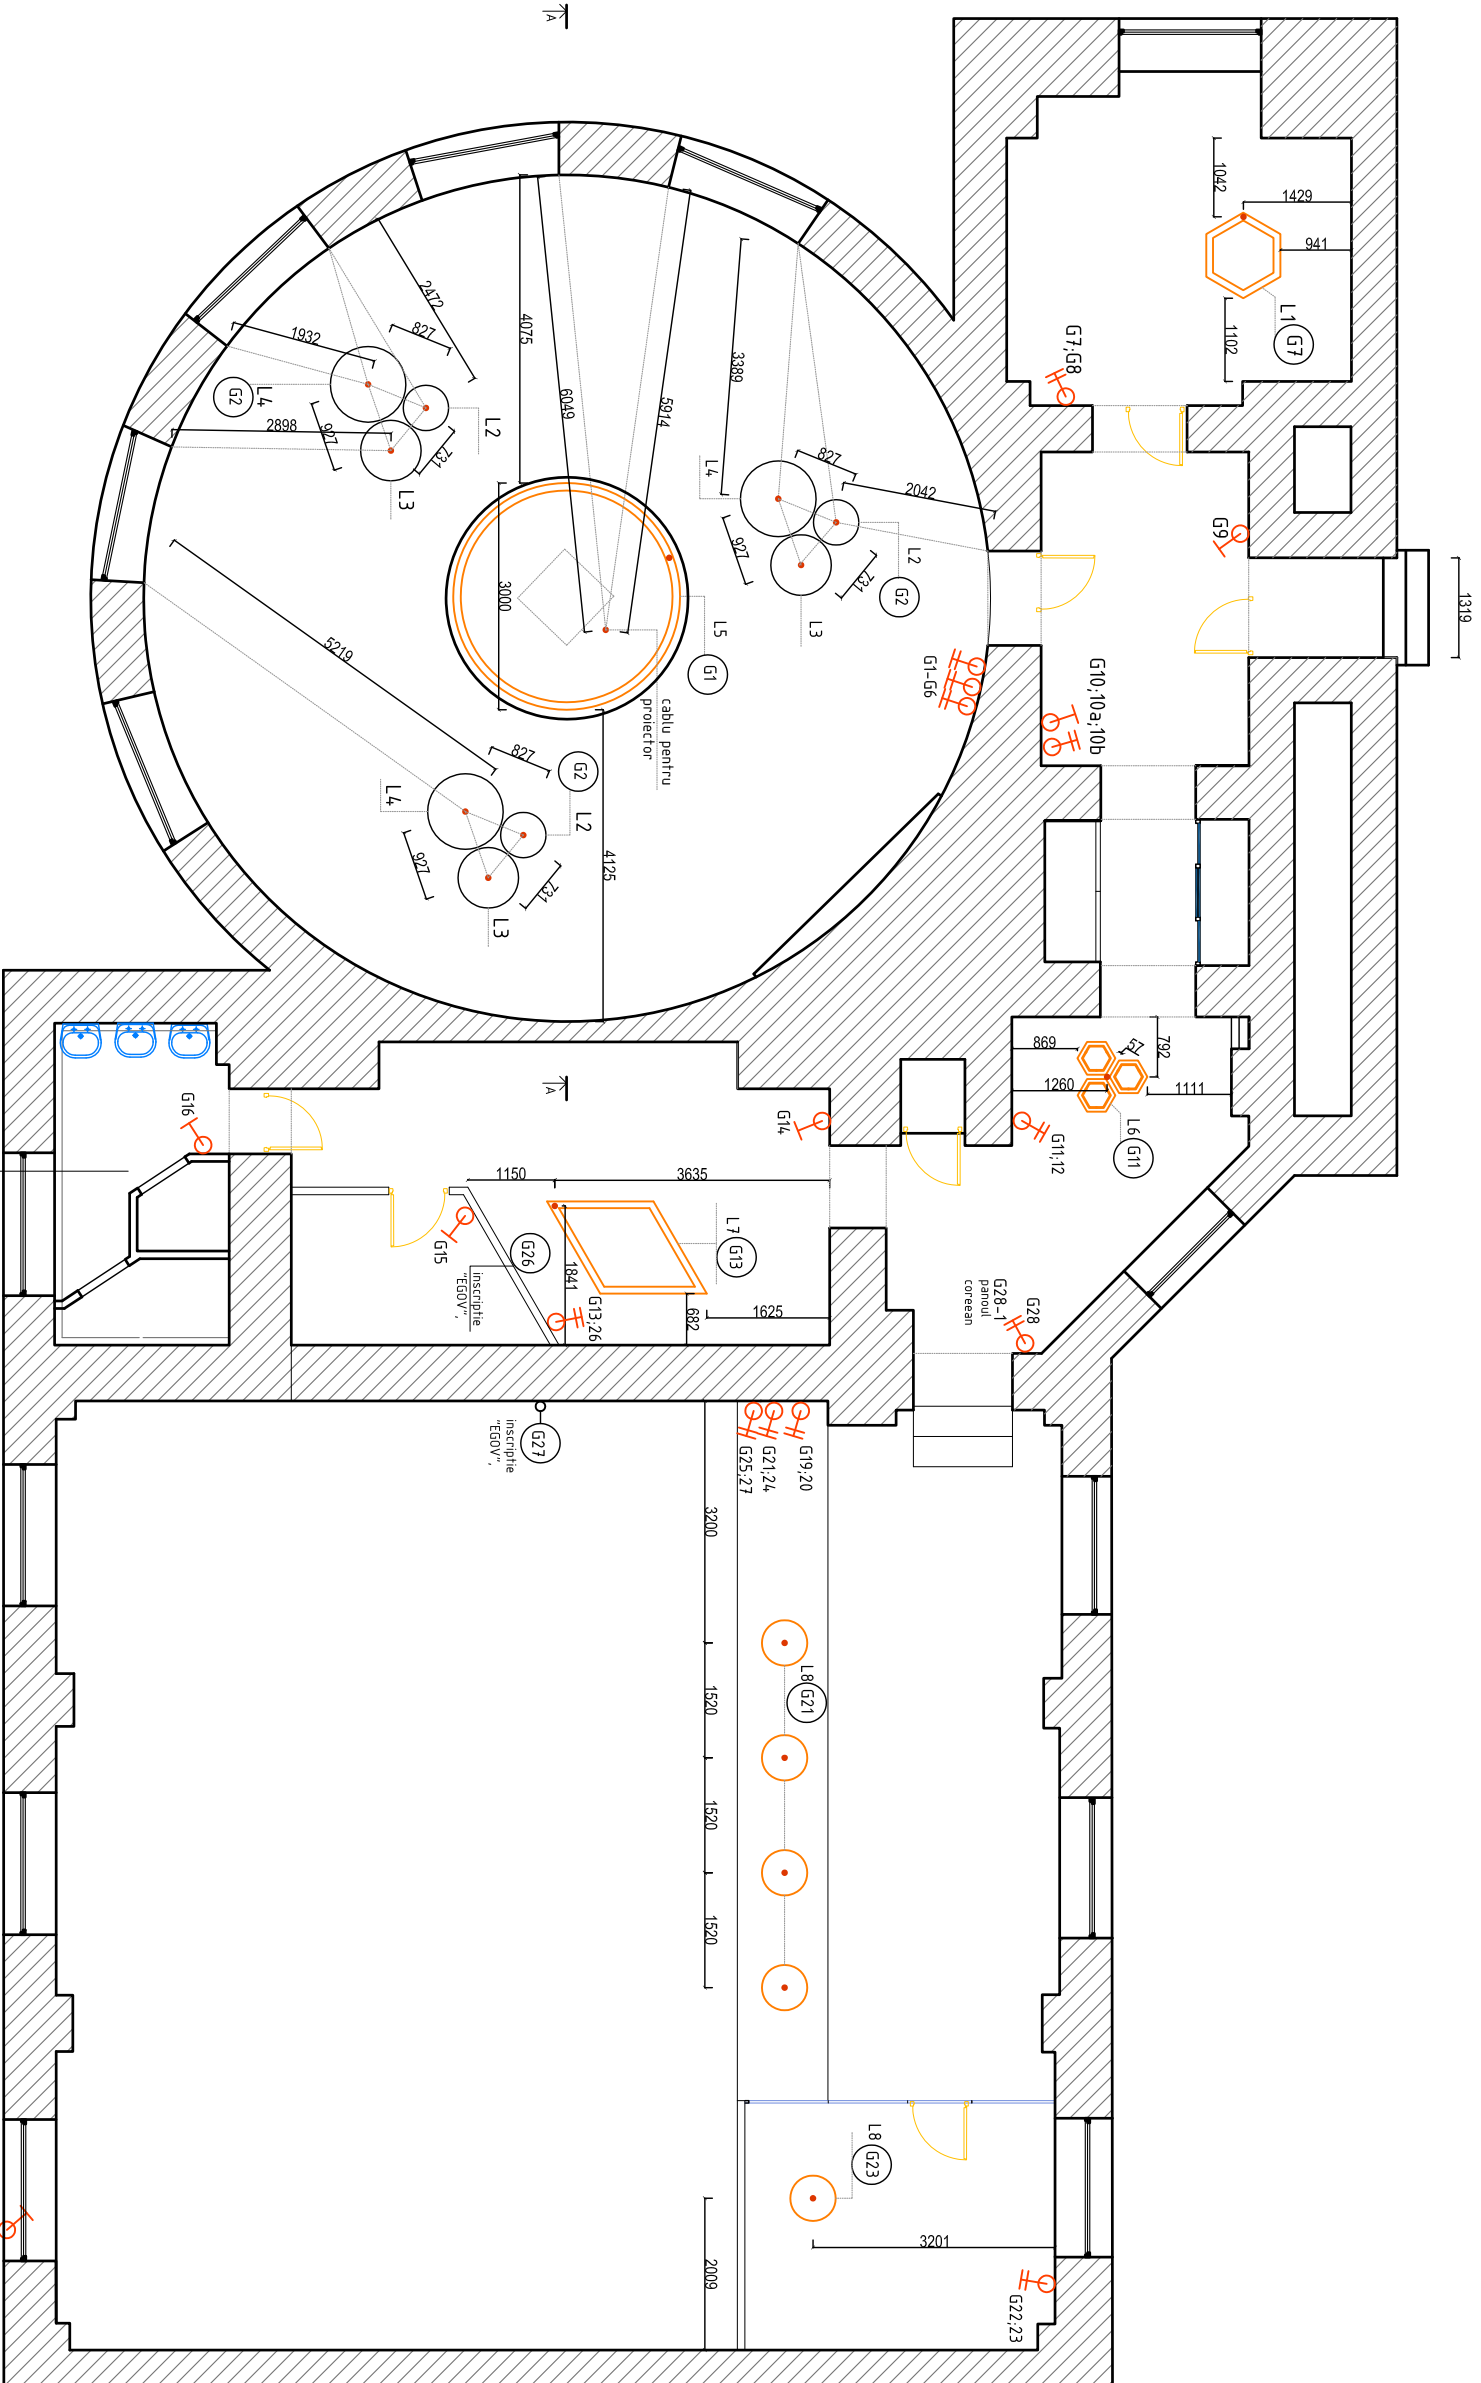 A
1319
1429
1042
941
L1
G7
1102
G7;G8
G9
2472
827
1932
4075
3389
5914
6049
L4
G2
L2
2898
927
731
L3
L4
827
2042
927
731
L2
G2
L3
3000
L5
G1
G1-G6
G10;10a;10b
cablu pentru
proiector
5219
827
G2
L4
L2
927
731
L3
4125
869
57
792
1260
1111
L6
G11
G11;12
A
G14
G16
1150
3635
L7
G13
G15
G26
inscriptie
"EGOV",
1841
G13;26
682
1625
G28
G28-1
panoul
coreean
G27
inscriptie
"EGOV",
G19;20
G21;24
G25;27
3200
L8
G21
1520
1520
1520
L8
G23
3201
2009
G22;23